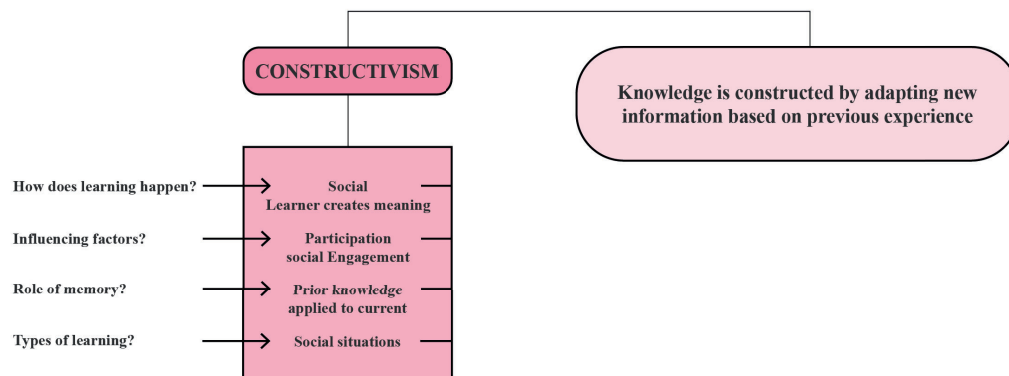 CONSTRUCTIVISM
Knowledge is constructed by adapting new
information based on previous experience
How does learning happen?
Social
Learner creates meaning
Influencing factors?
Participation
social Engagement
Role of memory?
Prior knowledge
applied to current
Types of learning?
Social situations